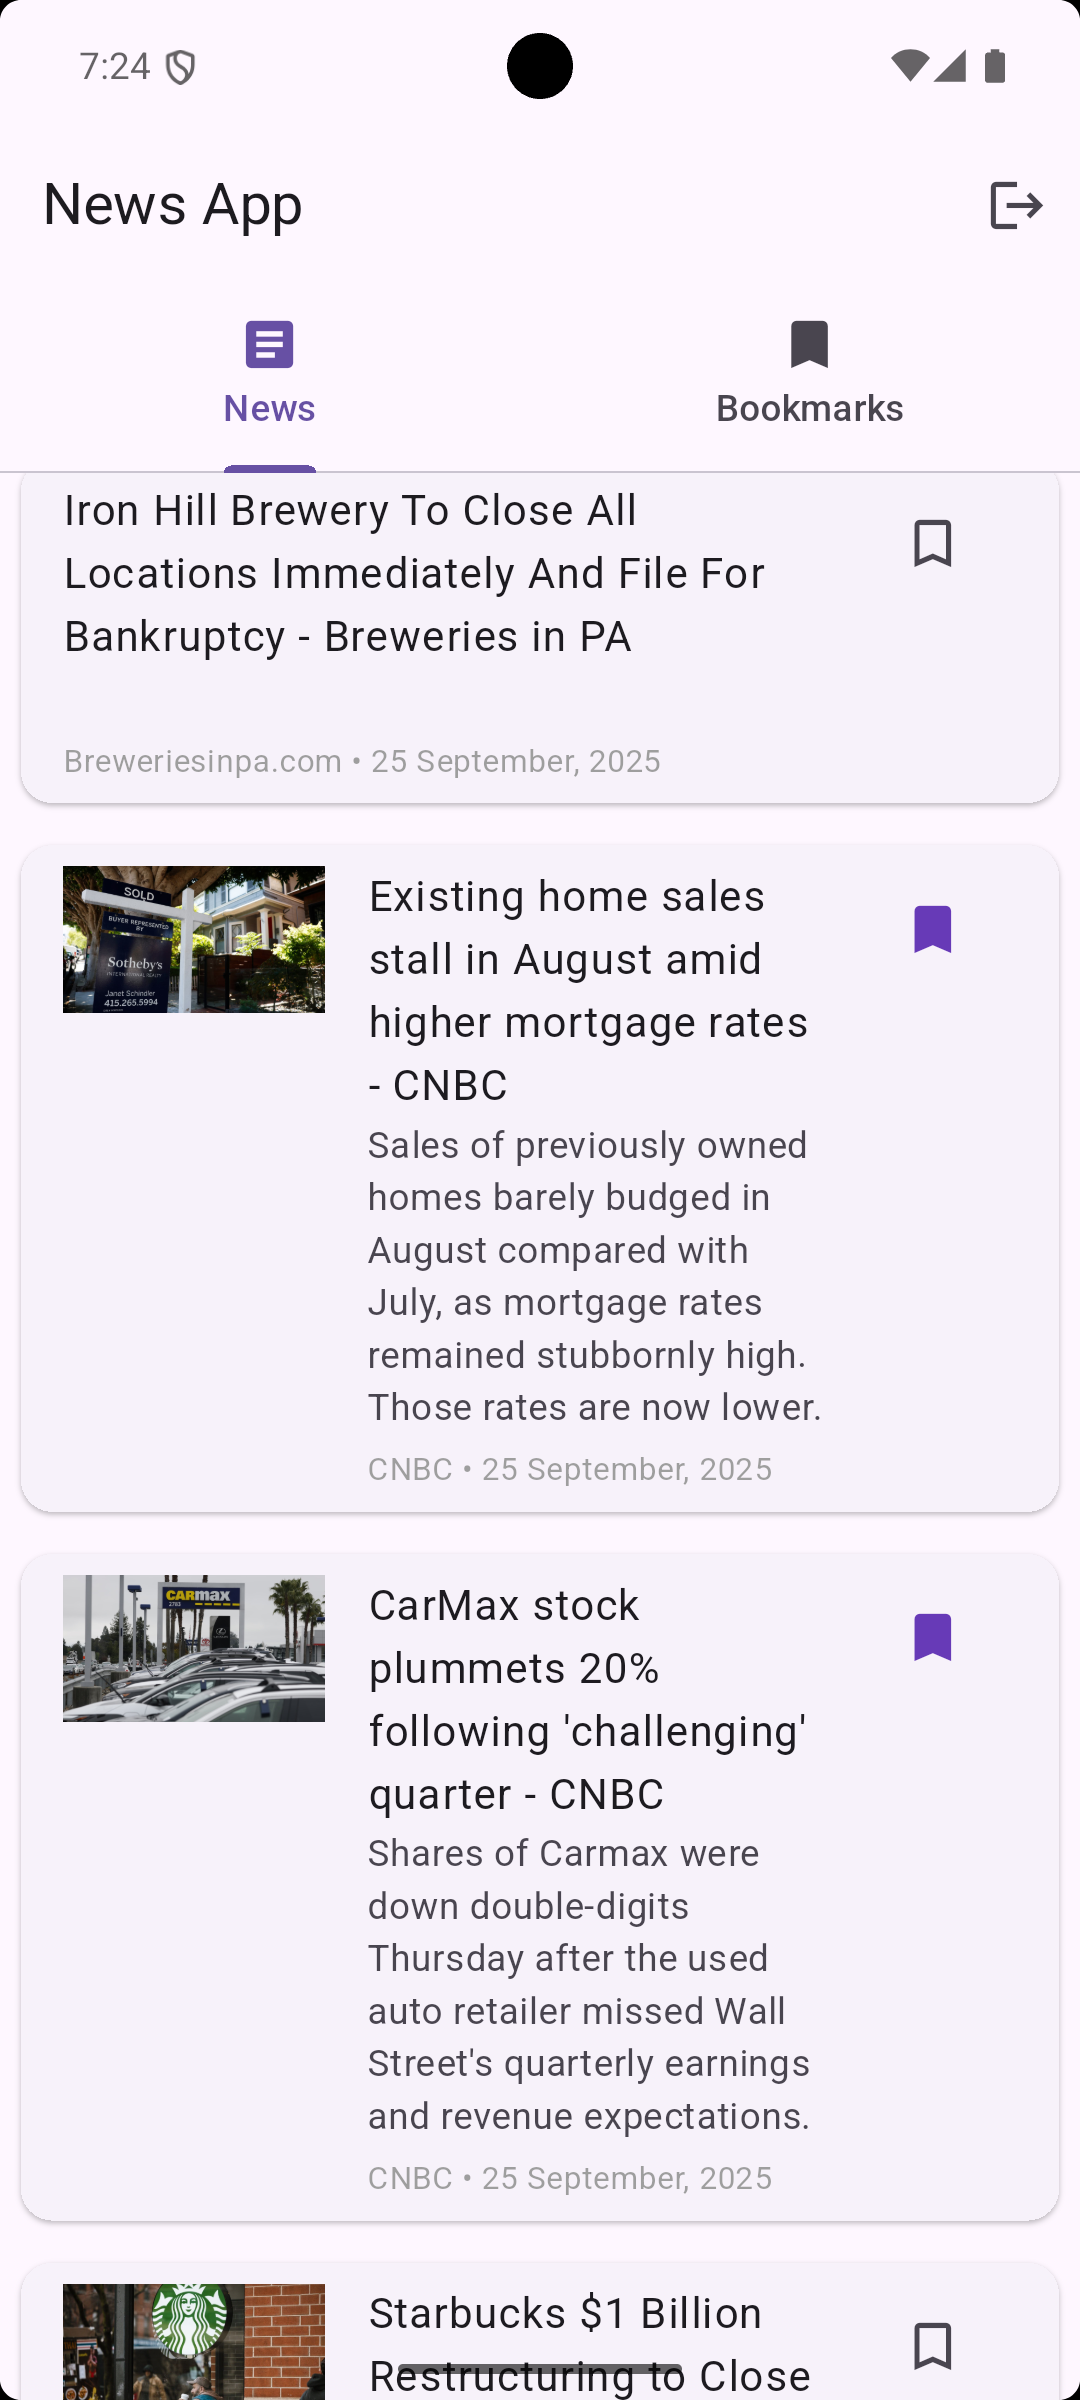 7:24
News App
News
Bookmarks
Iron Hill Brewery To Close All
Locations Immediately And File For
Bankruptcy - Breweries in PA
Breweriesinpa.com • 25 September, 2025
SOLD
BUYER REPRESENTED
BY
Sotheby's
INTERNATIONAL REALTY
Janet Schindler
415.265.5994
Existing home sales
stall in August amid
higher mortgage rates
- CNBC
Sales of previously owned
homes barely budged in
August compared with
July, as mortgage rates
remained stubbornly high.
Those rates are now lower.
CNBC • 25 September, 2025
CARMAX
CarMax stock
plummets 20%
following 'challenging'
quarter - CNBC
Shares of Carmax were
down double-digits
Thursday after the used
auto retailer missed Wall
Street's quarterly earnings
and revenue expectations.
CNBC • 25 September, 2025
Starbucks $1 Billion
Restructuring to Close